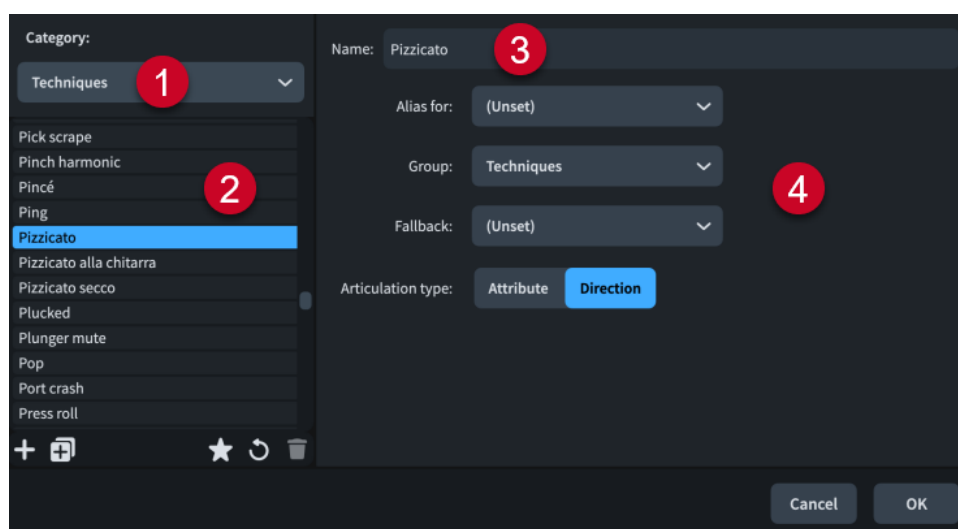 Category:
Techniques
1
Pick scrape
Pinch harmonic
Pincé
2
Ping
Pizzicato
Pizzicato alla chitarra
Pizzicato secco
Plucked
Plunger mute
Pop
Port crash
Press roll
Name: Pizzicato
3
Alias for: (Unset)
Group: Techniques
4
Fallback: (Unset)
Articulation type: Attribute Direction
Cancel OK